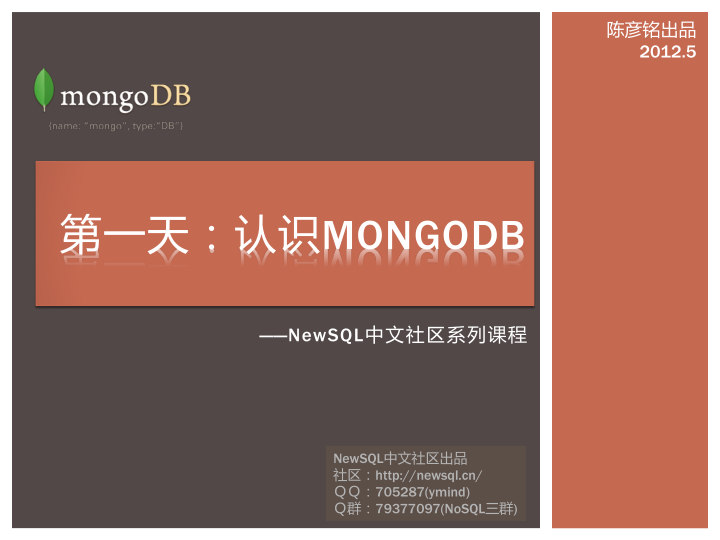 陈彦铭出品
2012.5
mongoDB
{name: "mongo", type:"DB"}
第一天：认识MONGODB
——NewSQL中文社区系列课程
NewSQL中文社区出品
社区：http://newsql.cn/
ＱＱ：705287(ymind)
Ｑ群：79377097(NoSQL三群)